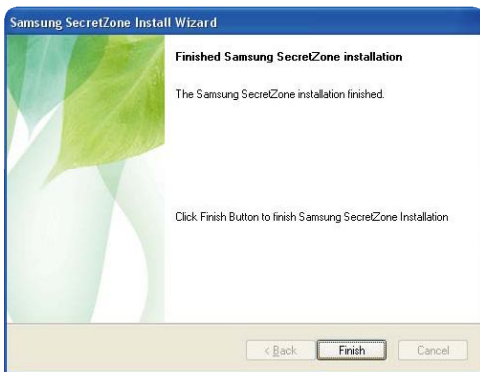 Samsung SecretZone Install Wizard
Finished Samsung SecretZone installation
The Samsung SecretZone installation finished.
Click Finish Button to finish Samsung SecretZone Installation
< Back Finish Cancel